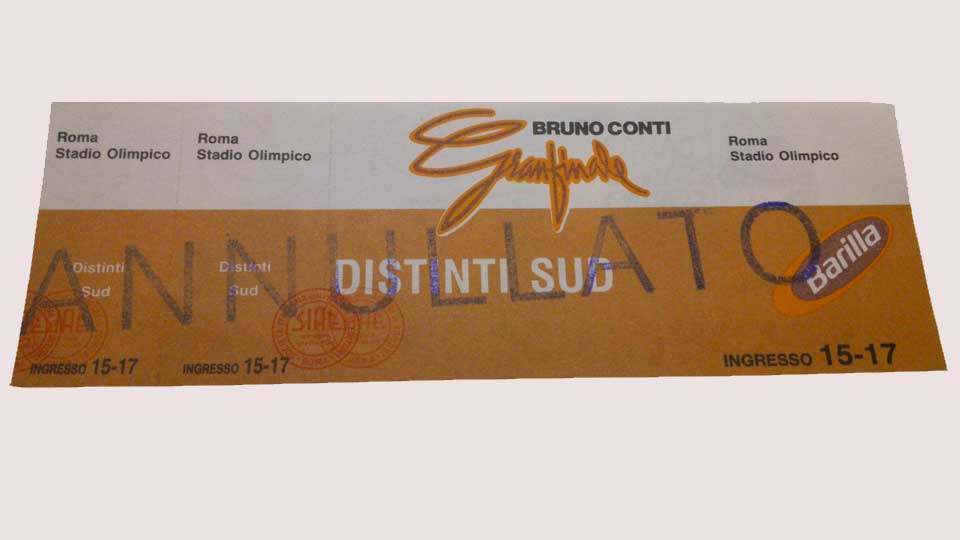 Roma
Stadio Olimpico
Distinti
Sud
INGRESSO 15-17
Roma
Stadio Olimpico
Distinti
Sud
SIAE
INGRESSO 15-17
BRUNO CONTI
Granfinale
DISTINTI SUD
ANNULLATO
Roma
Stadio Olimpico
Barilla
INGRESSO 15-17